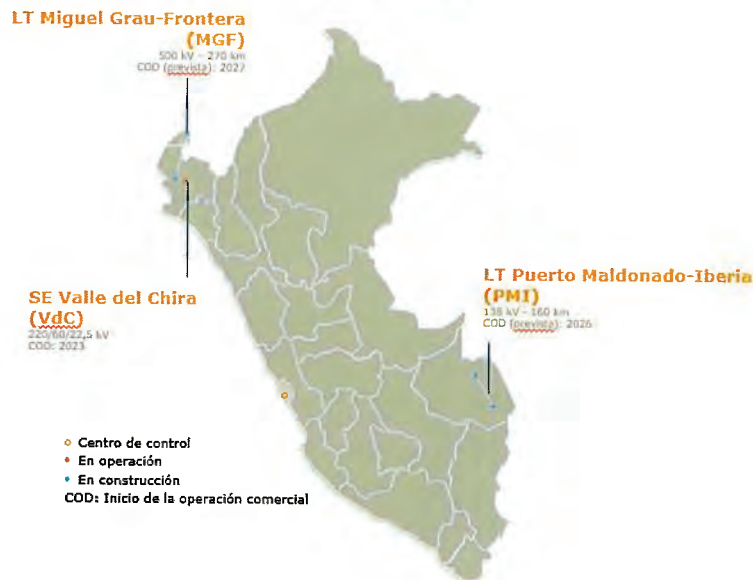 LT Miguel Grau-Frontera
(MGF)
500 kV – 270 km
COD (prevista): 2027
SE Valle del Chira
(VdC)
220/60/22,5 kV
COD: 2023
LT Puerto Maldonado-Iberia
(PMI)
138 kV – 160 km
COD (prevista): 2026
Centro de control
En operación
En construcción
COD: Inicio de la operación comercial